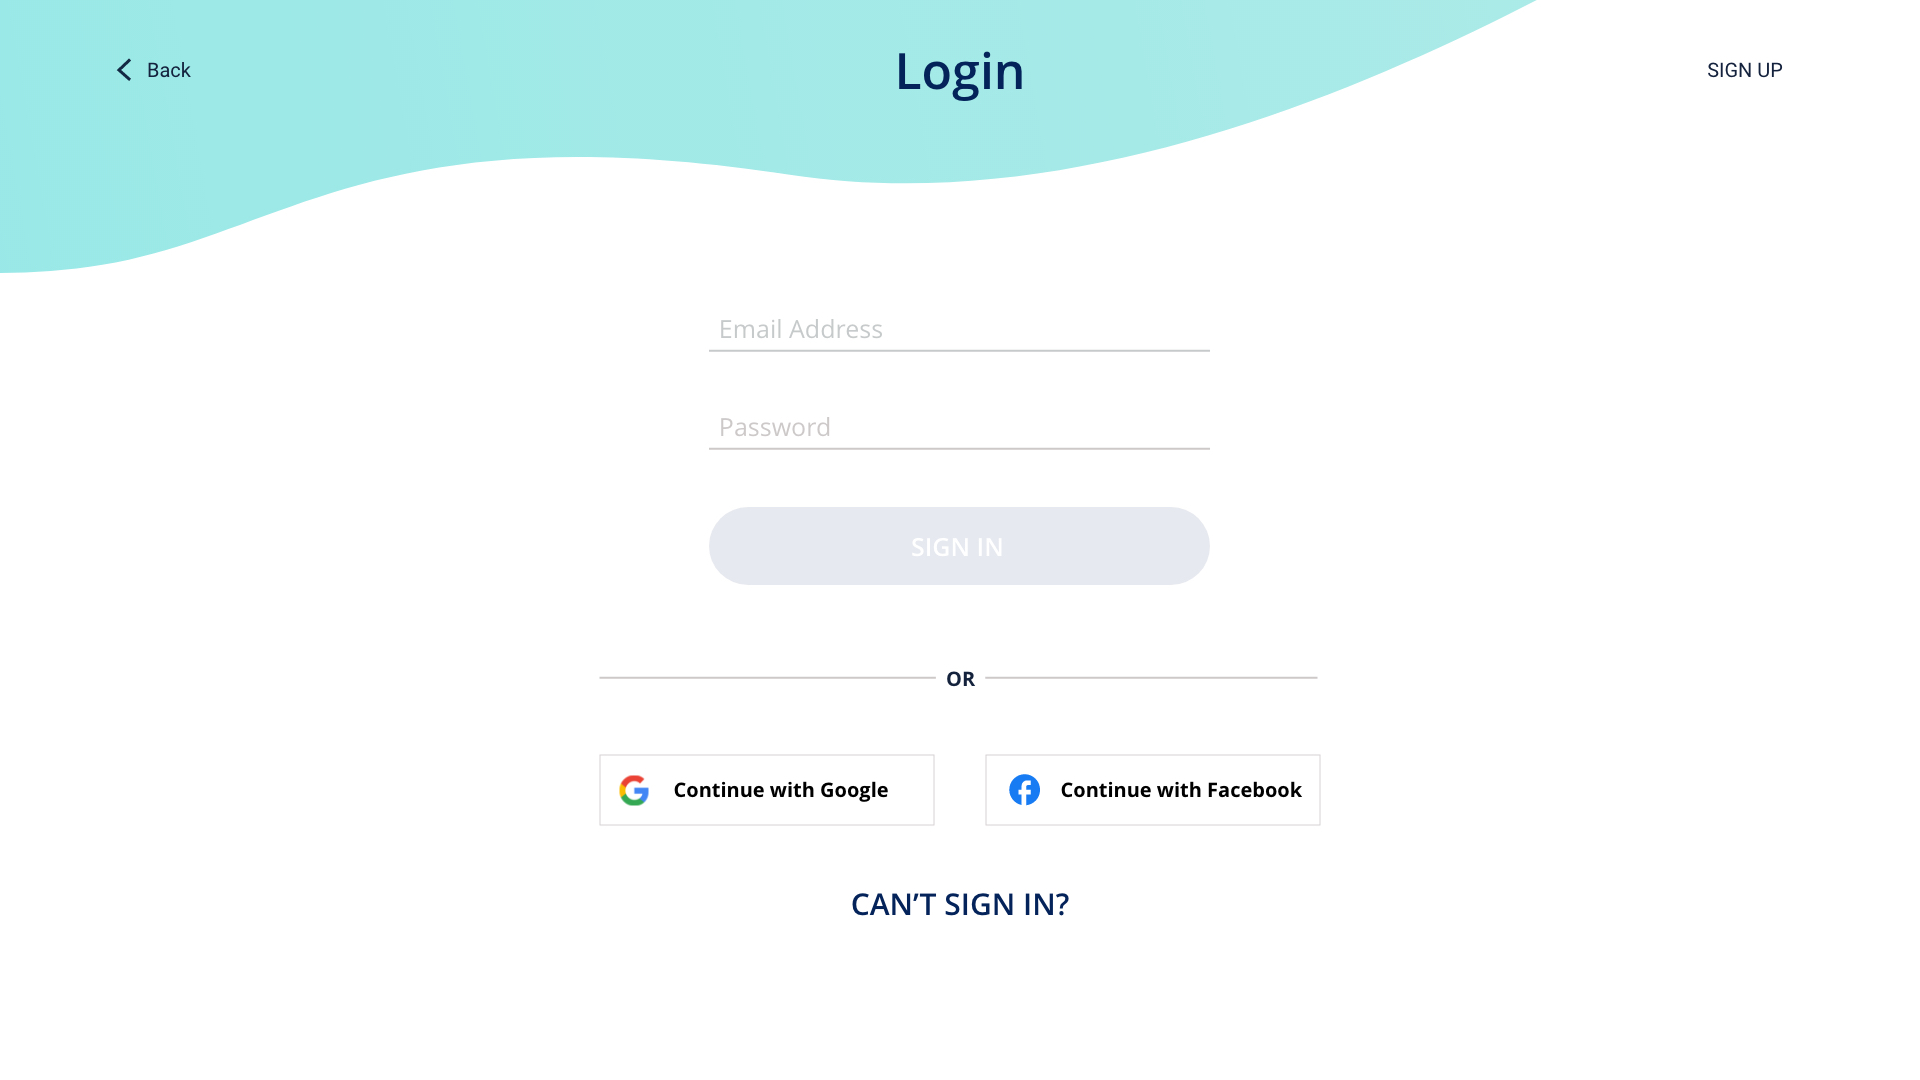 Back
Login
SIGN UP
Email Address
Password
SIGN IN
OR
Continue with Google
Continue with Facebook
CAN’T SIGN IN?